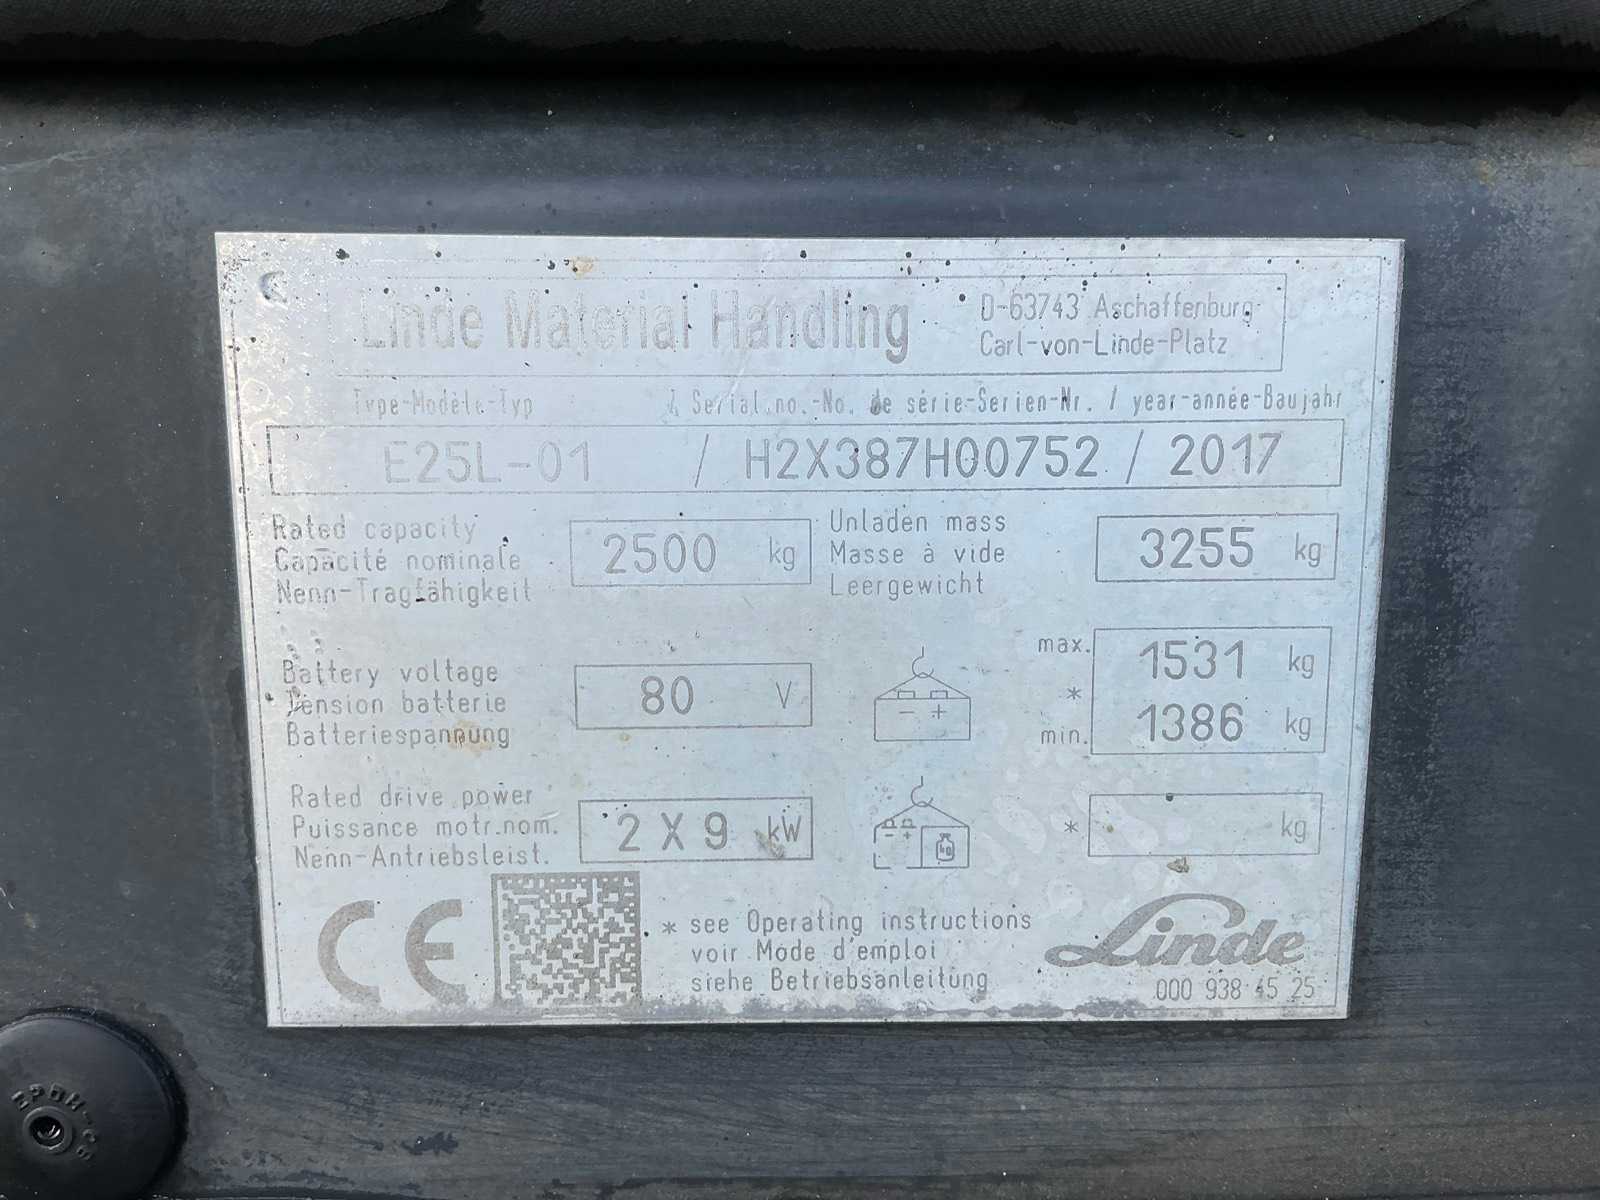 Linde Material Handling
D-63743 Aschaffenburg
Carl-von-Linde-Platz
Type-Modèle-Typ / Serial.no.-No. de série-Serien-Nr. / year-année-Baujahr
E25L-01 / H2X387H00752 / 2017
Rated capacity
Capacité nominale
Nenn-Tragfähigkeit
2500 kg
Unladen mass
Masse à vide
Leergewicht
3255 kg
Battery voltage
Tension batterie
Batteriespannung
80 V
- +
max. 1531 kg
*
min. 1386 kg
Rated drive power
Puissance motr.nom.
Nenn-Antriebsleist.
2 X 9 kW
- +
kg
* kg
CE
* see Operating instructions
voir Mode d'emploi
siehe Betriebsanleitung
Linde
000 938 45 25
EPDM-CB